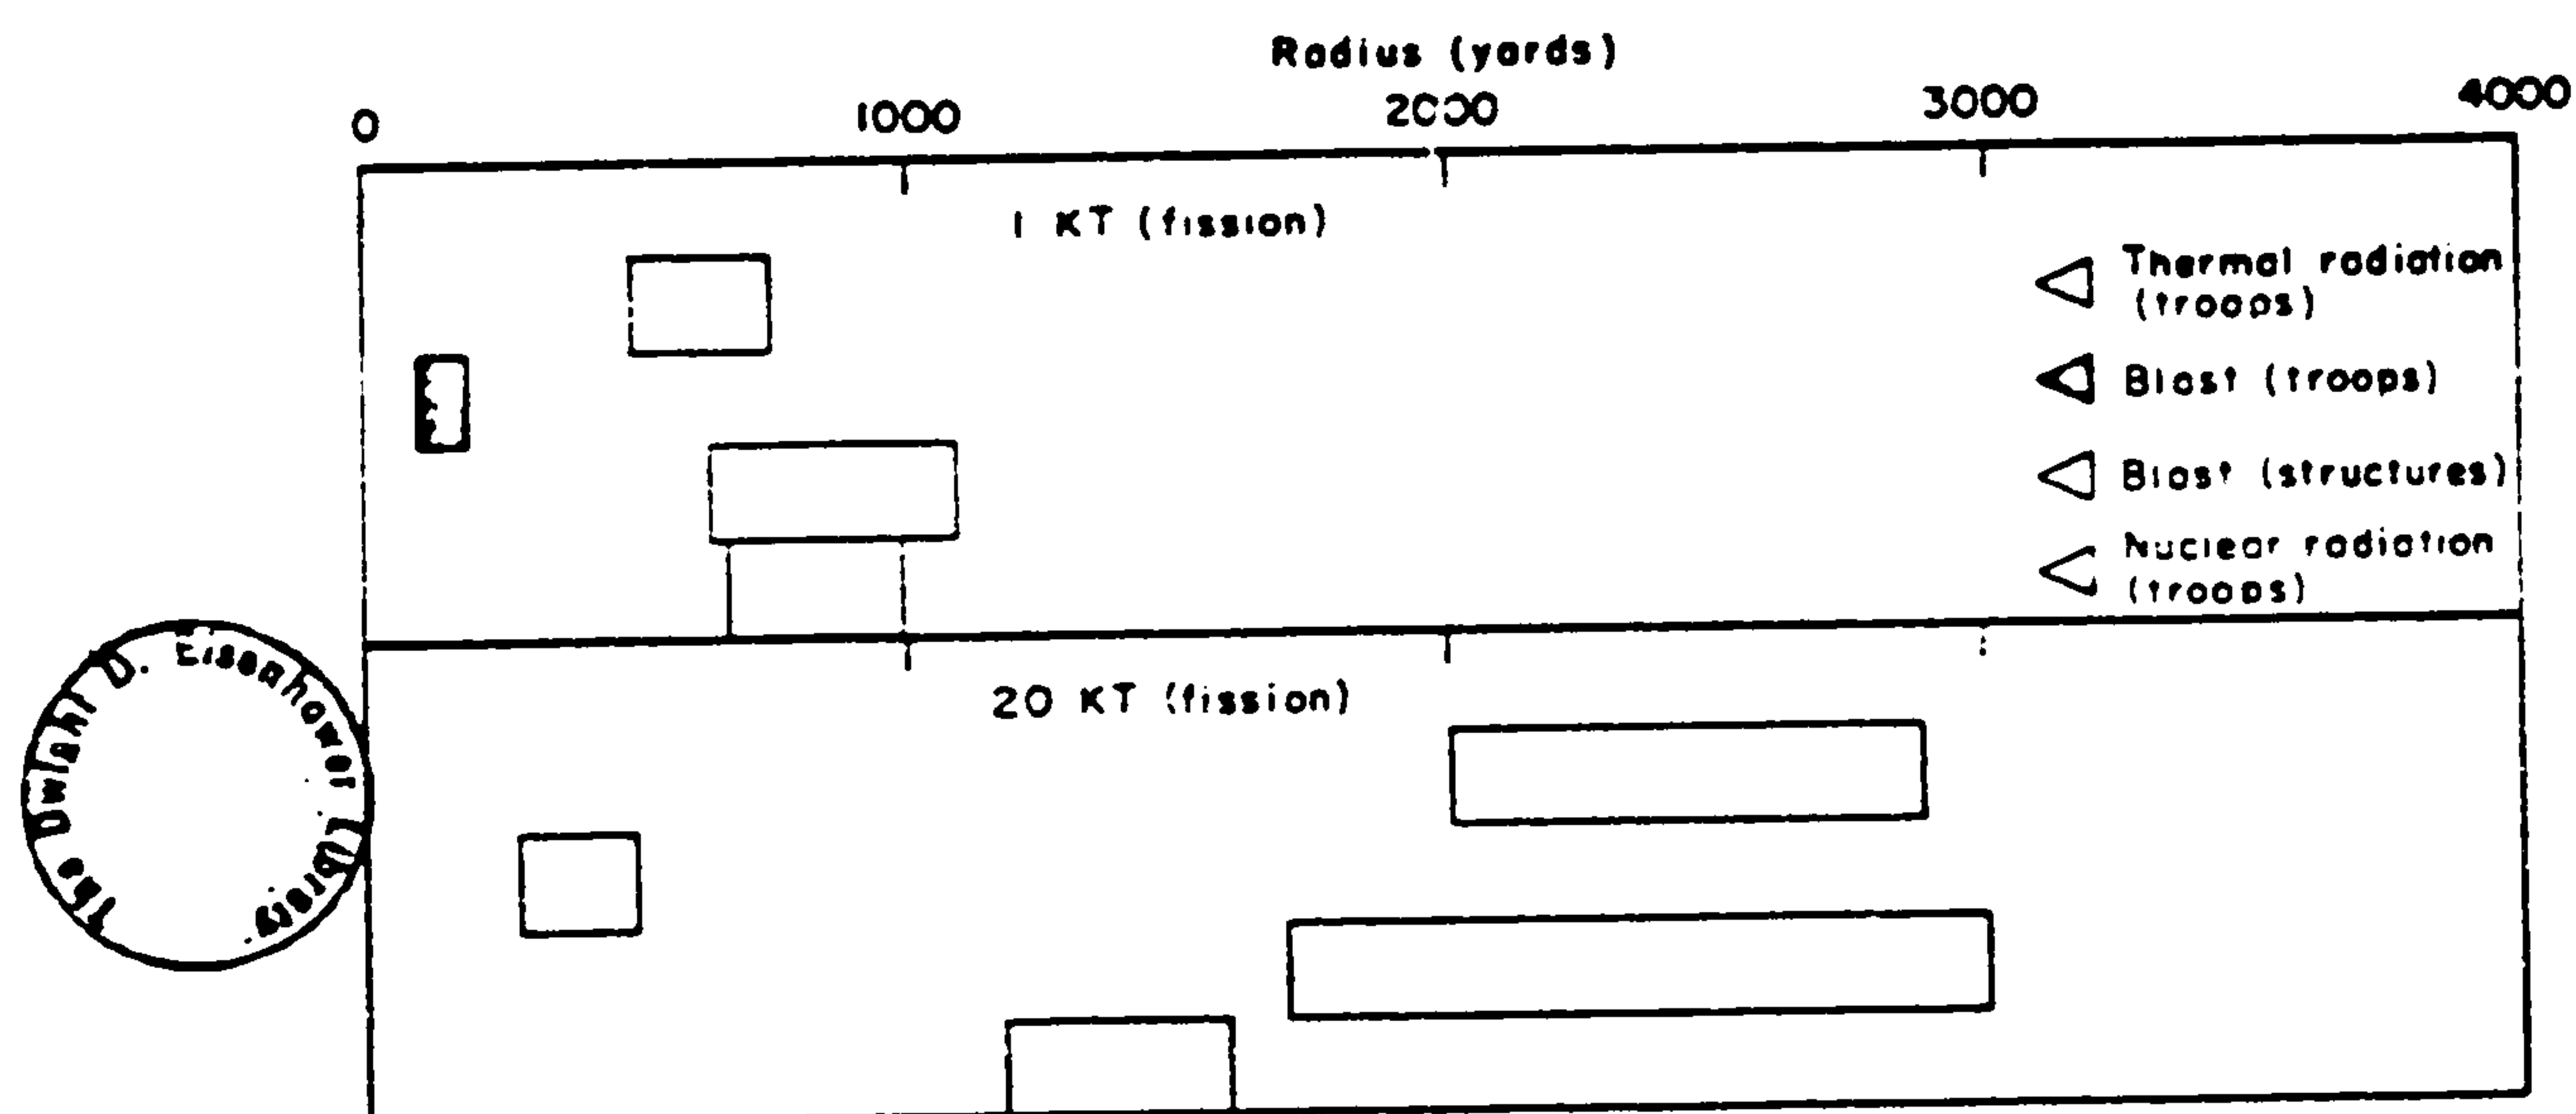 Radius (yards)
0 1000 2000 3000 4000
1 KT (fission)
Thermal radiation
(troops)
Blast (troops)
Blast (structures)
Nuclear radiation
(troops)
20 KT (fission)
The Dwight D. Eisenhower Library